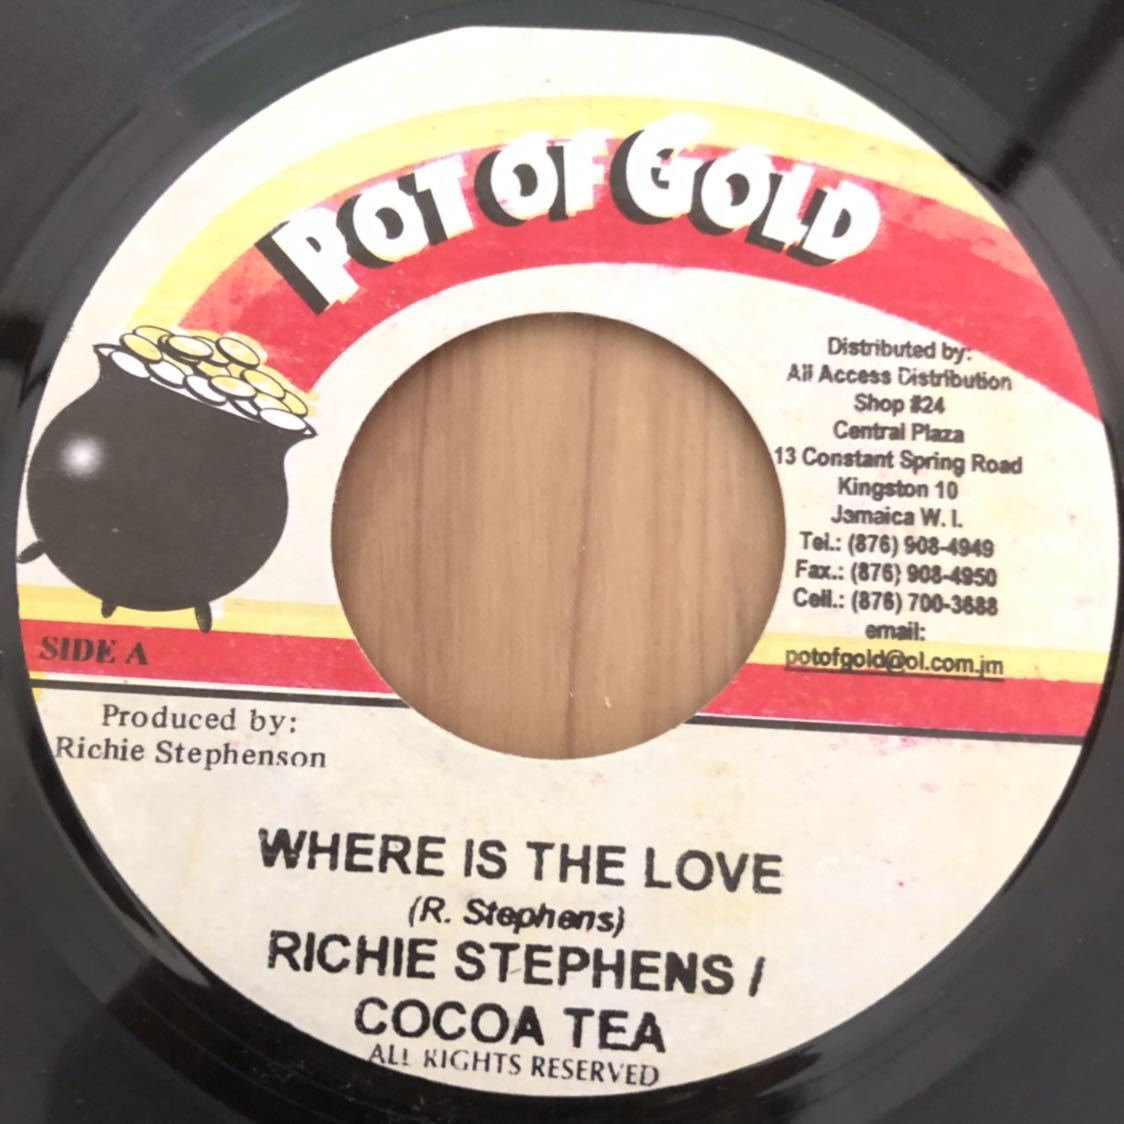 POT OF GOLD
Distributed by:
All Access Distribution
Shop #24
Central Plaza
13 Constant Spring Road
Kingston 10
Jamaica W. I.
Tel.: (876) 908-4949
Fax.: (876) 908-4950
Cell.: (876) 700-3688
email:
potofgold@ol.com.jm
SIDE A
Produced by:
Richie Stephenson
WHERE IS THE LOVE
(R. Stephens)
RICHIE STEPHENS /
COCOA TEA
ALL RIGHTS RESERVED